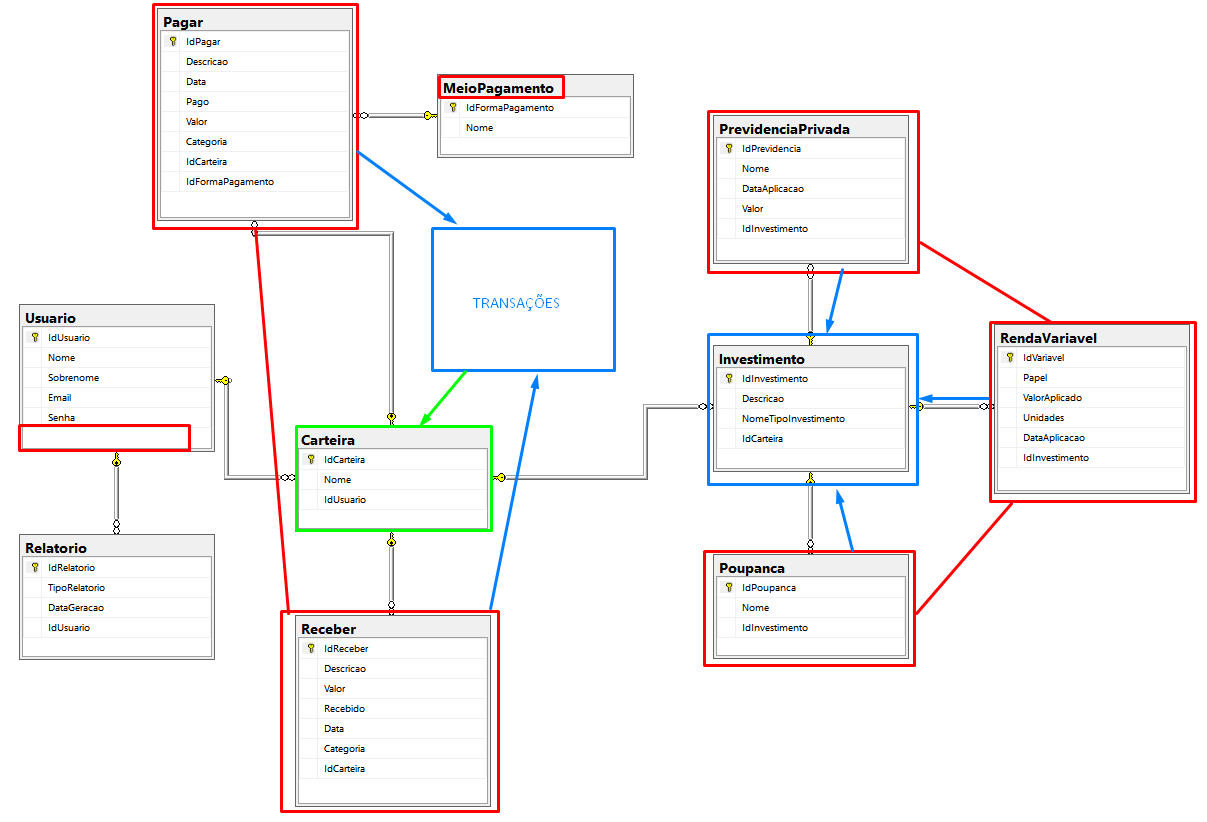 Pagar
IdPagar
Descricao
Data
Pago
Valor
Categoria
IdCarteira
IdFormaPagamento
MeioPagamento
IdFormaPagamento
Nome
PrevidenciaPrivada
IdPrevidencia
Nome
DataAplicacao
Valor
IdInvestimento
TRANSAÇÕES
Usuario
IdUsuario
Nome
Sobrenome
Email
Senha
Carteira
IdCarteira
Nome
IdUsuario
Investimento
IdInvestimento
Descricao
NomeTipoInvestimento
IdCarteira
RendaVariavel
IdVariavel
Papel
ValorAplicado
Unidades
DataAplicacao
IdInvestimento
Relatorio
IdRelatorio
TipoRelatorio
DataGeracao
IdUsuario
Receber
IdReceber
Descricao
Valor
Recebido
Data
Categoria
IdCarteira
Poupanca
IdPoupanca
Nome
IdInvestimento